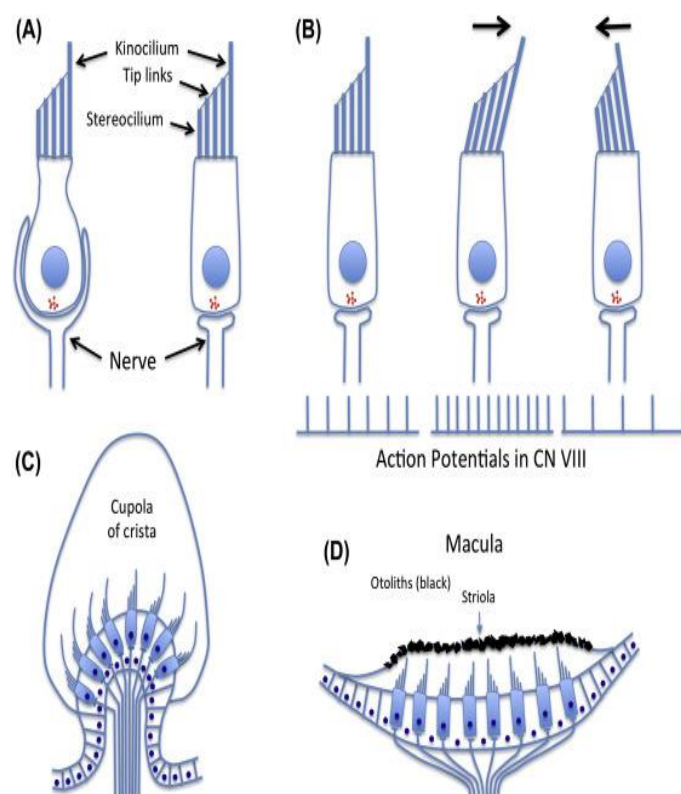 (A)
Kinocilium
Tip links
Stereocilium
Nerve
(B)
Action Potentials in CN VIII
(C)
Cupola
of crista
(D)
Macula
Otoliths (black)
Striola